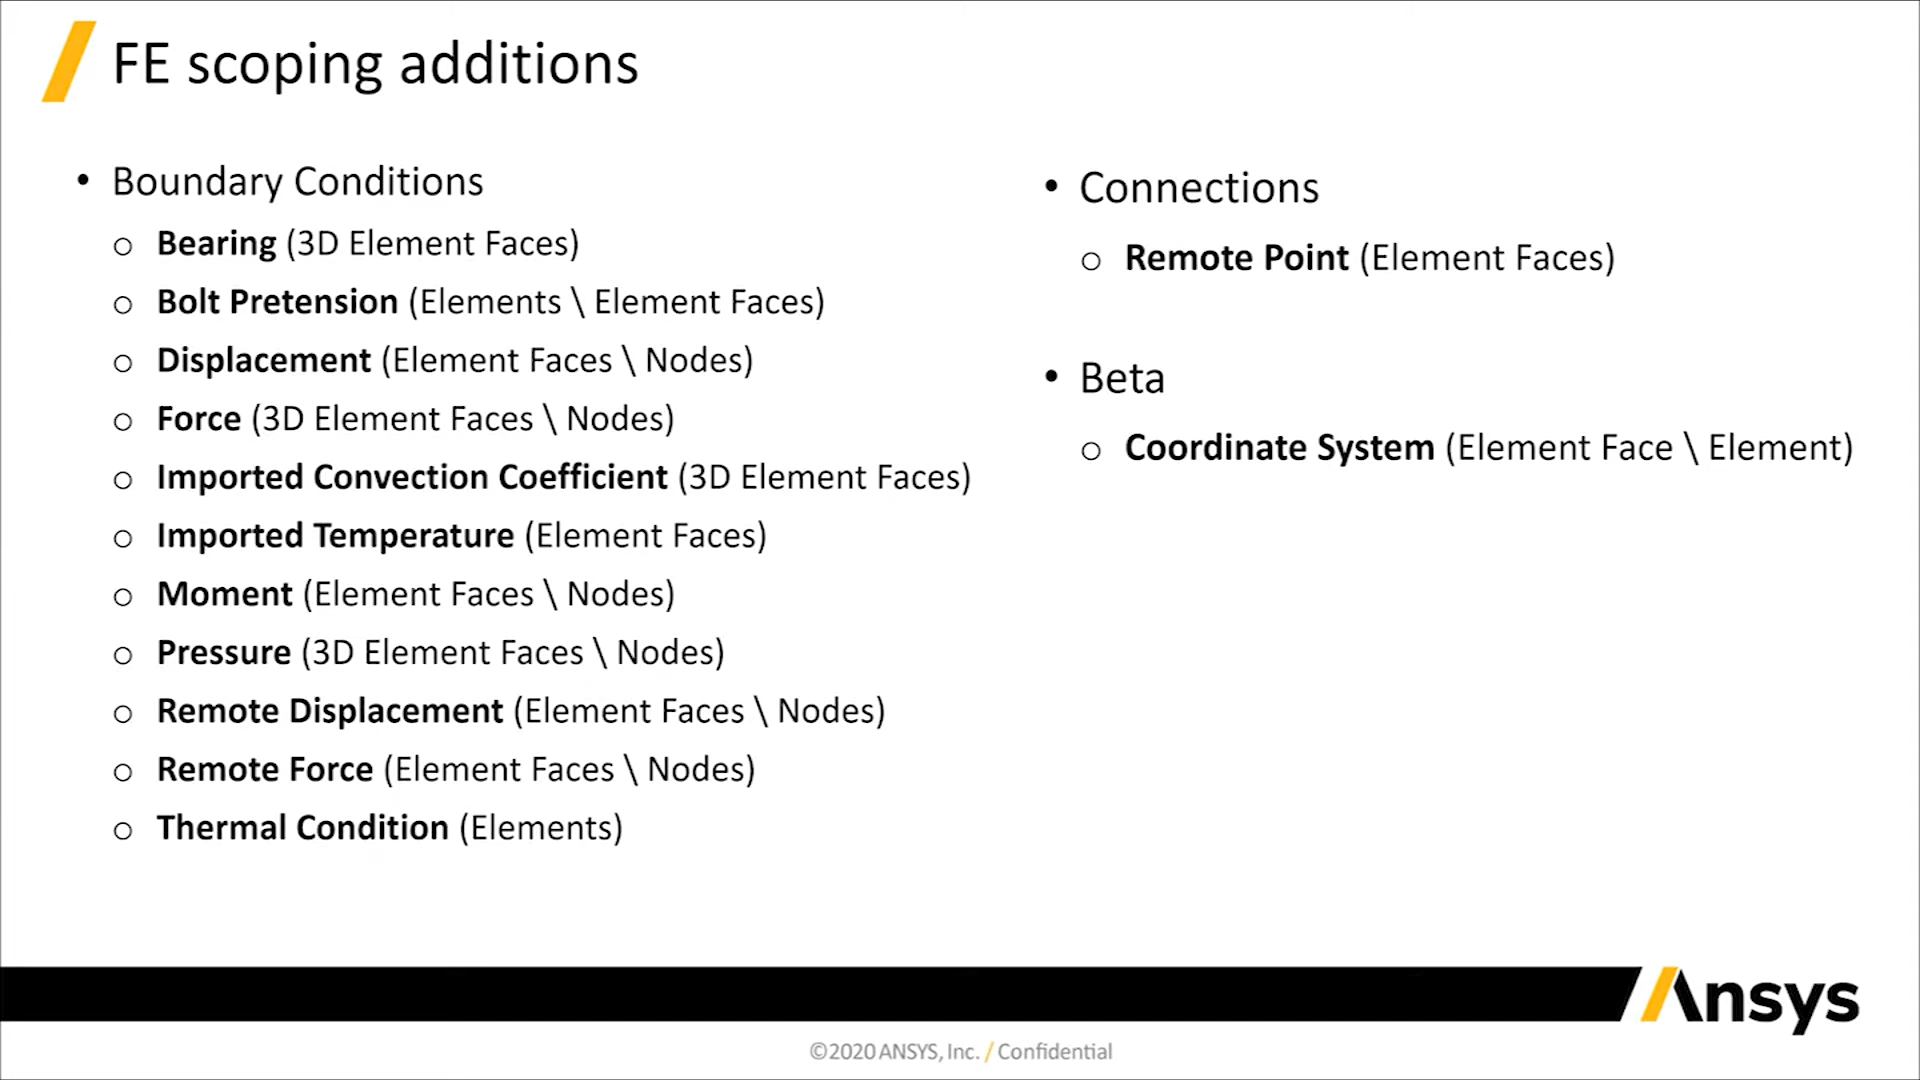 FE scoping additions
• Boundary Conditions
o Bearing (3D Element Faces)
o Bolt Pretension (Elements \ Element Faces)
o Displacement (Element Faces \ Nodes)
o Force (3D Element Faces \ Nodes)
o Imported Convection Coefficient (3D Element Faces)
o Imported Temperature (Element Faces)
o Moment (Element Faces \ Nodes)
o Pressure (3D Element Faces \ Nodes)
o Remote Displacement (Element Faces \ Nodes)
o Remote Force (Element Faces \ Nodes)
o Thermal Condition (Elements)
• Connections
o Remote Point (Element Faces)
• Beta
o Coordinate System (Element Face \ Element)
Ansys
©2020 ANSYS, Inc. / Confidential